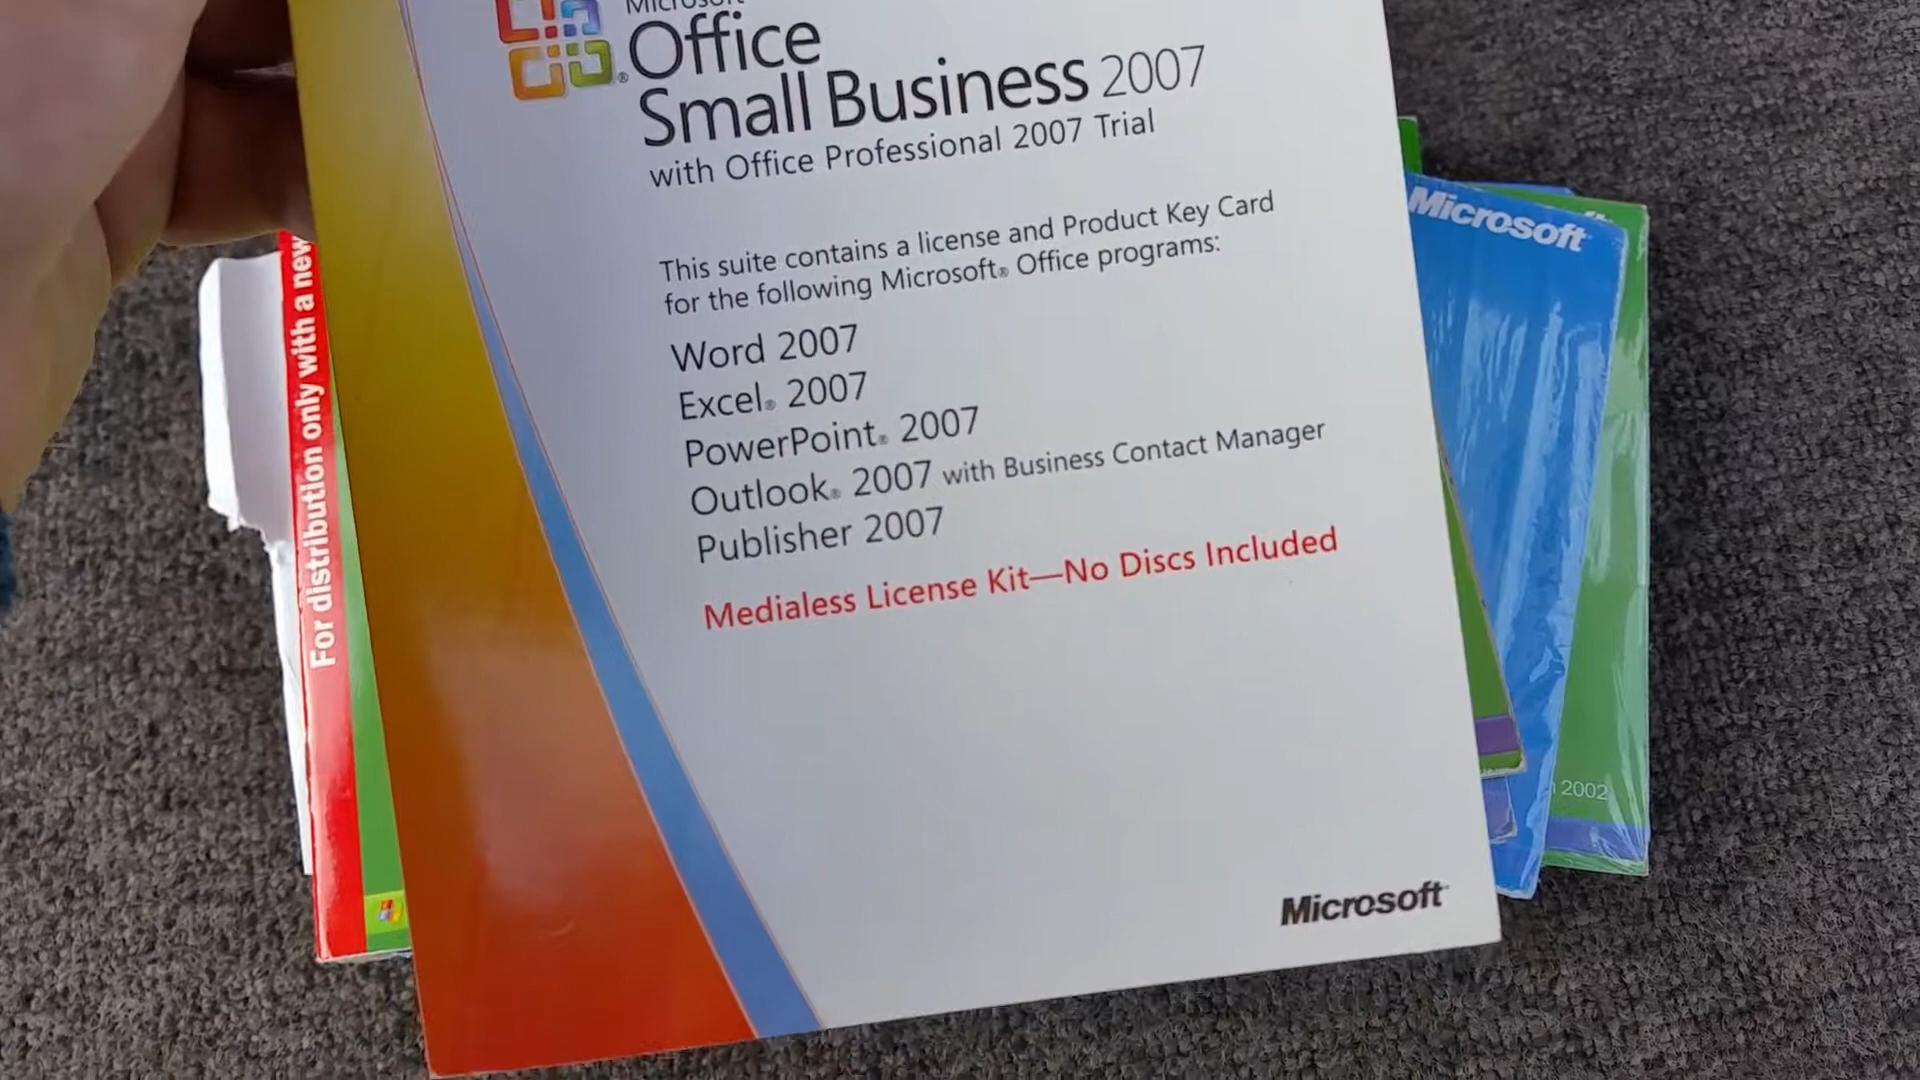 Microsoft
Office
Small Business 2007
with Office Professional 2007 Trial
This suite contains a license and Product Key Card
for the following Microsoft® Office programs:
Word 2007
Excel® 2007
PowerPoint® 2007
Outlook® 2007 with Business Contact Manager
Publisher 2007
Medialess License Kit—No Discs Included
Microsoft
For distribution only with a new
Microsoft
2002